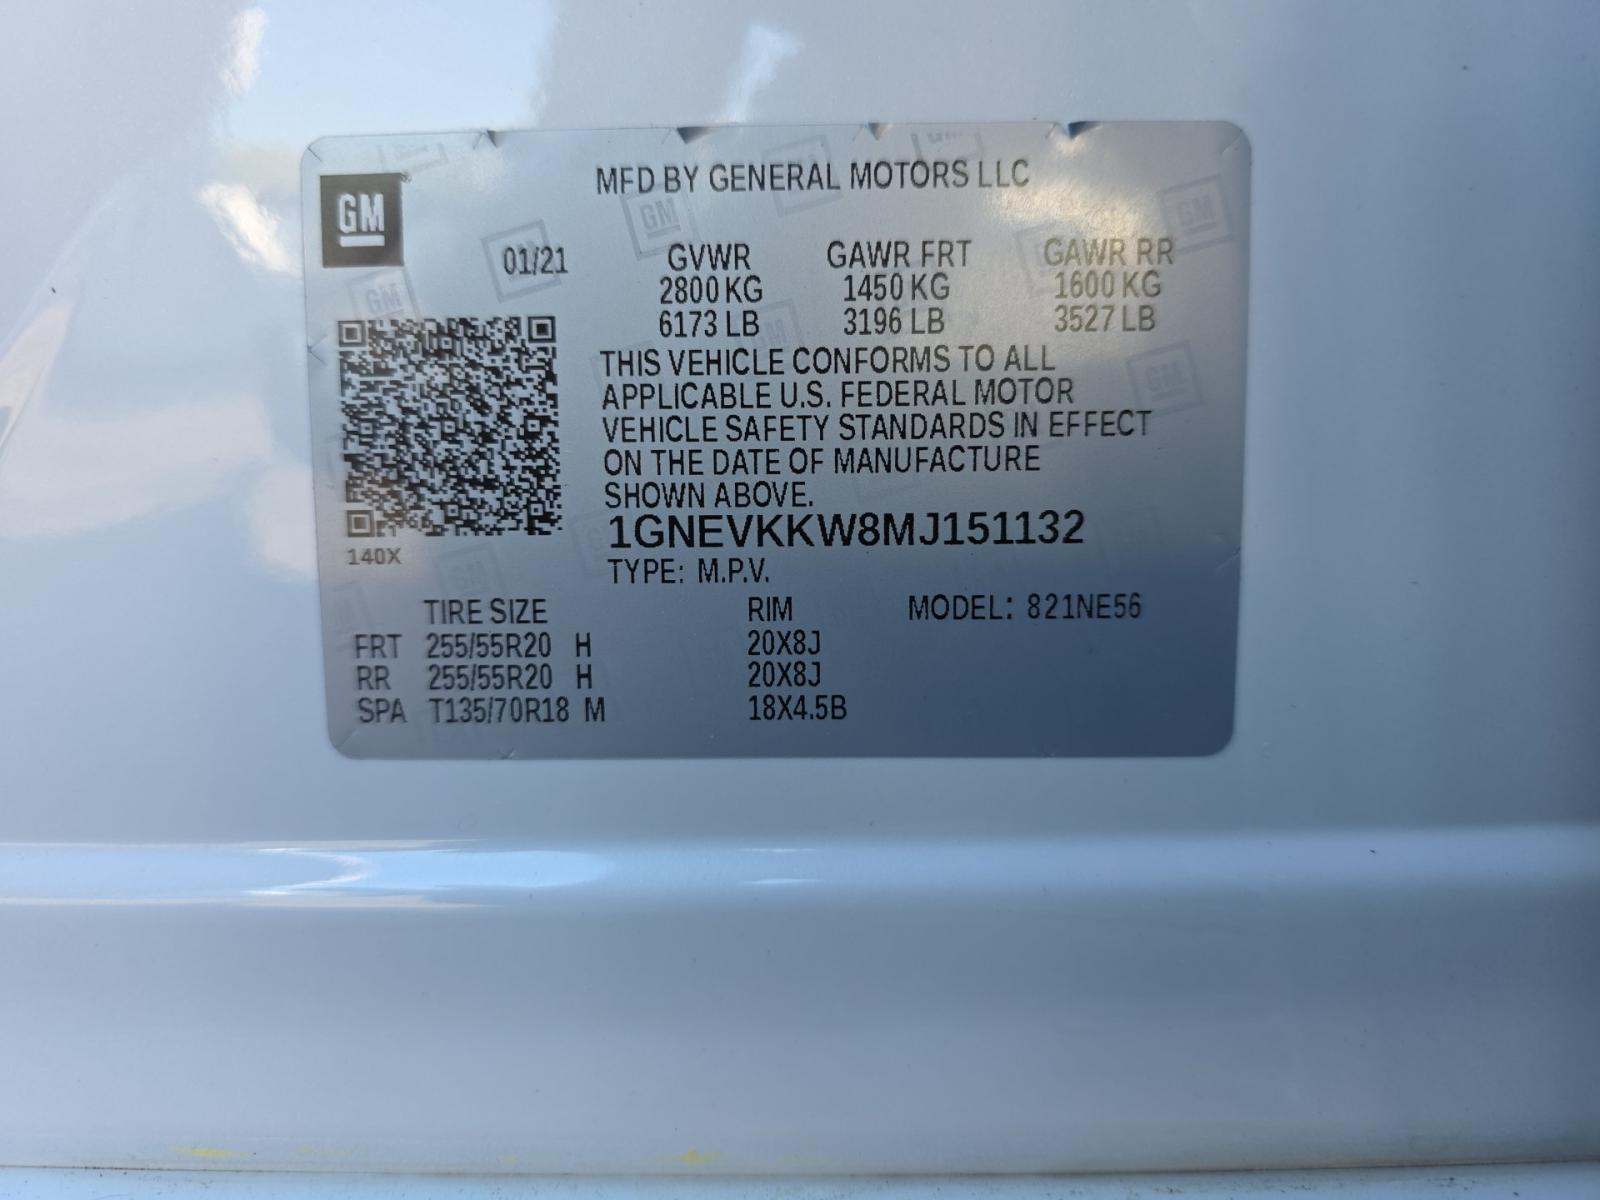 GM
MFD BY GENERAL MOTORS LLC
01/21 GVWR GAWR FRT GAWR RR
2800 KG 1450 KG 1600 KG
6173 LB 3196 LB 3527 LB
THIS VEHICLE CONFORMS TO ALL
APPLICABLE U.S. FEDERAL MOTOR
VEHICLE SAFETY STANDARDS IN EFFECT
ON THE DATE OF MANUFACTURE
SHOWN ABOVE.
1GNEVKKW8MJ151132
140X
TYPE: M.P.V.
TIRE SIZE RIM MODEL: 821NE56
FRT 255/55R20 H 20X8J
RR 255/55R20 H 20X8J
SPA T135/70R18 M 18X4.5B